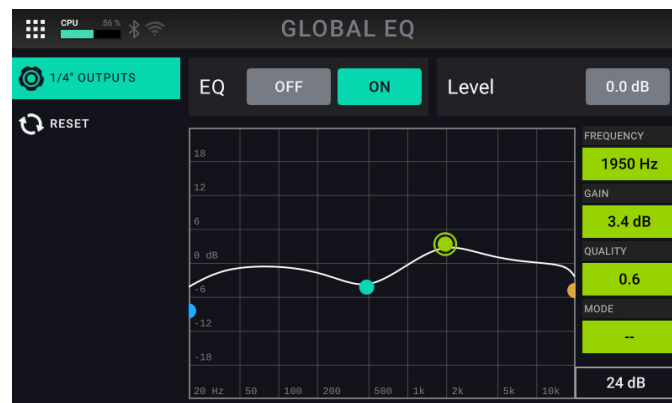 CPU 56 %
GLOBAL EQ
1/4" OUTPUTS
RESET
EQ OFF ON Level 0.0 dB
18
12
6
0 dB
-6
-12
-18
20 Hz 50 100 200 500 1k 2k 5k 10k
FREQUENCY
1950 Hz
GAIN
3.4 dB
QUALITY
0.6
MODE
--
24 dB